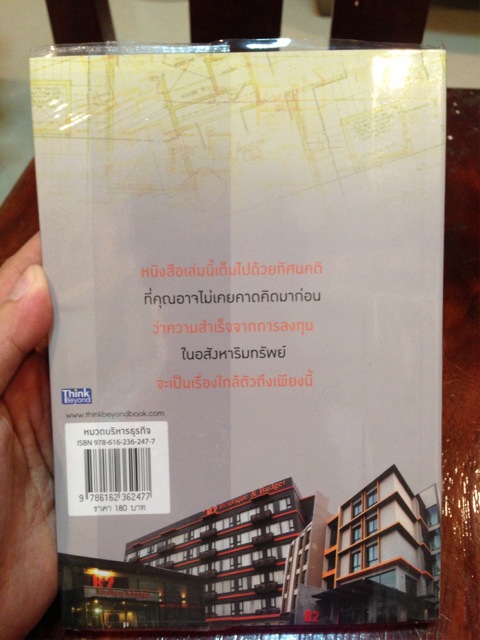 หนังสือเล่มนี้เต็มไปด้วยทัศนคติ
ที่คุณอาจไม่เคยคาดคิดมาก่อน
ว่าความสำเร็จจากการลงทุน
ในอสังหาริมทรัพย์
จะเป็นเรื่องใกล้ตัวถึงเพียงนี้
Think
Beyond
www.thinkbeyondbook.com
หมวดบริหารธุรกิจ
ISBN 978-616-236-247-7
9 786162 362477
ราคา 180 บาท
B2 Boutique & Budget
B2
B2